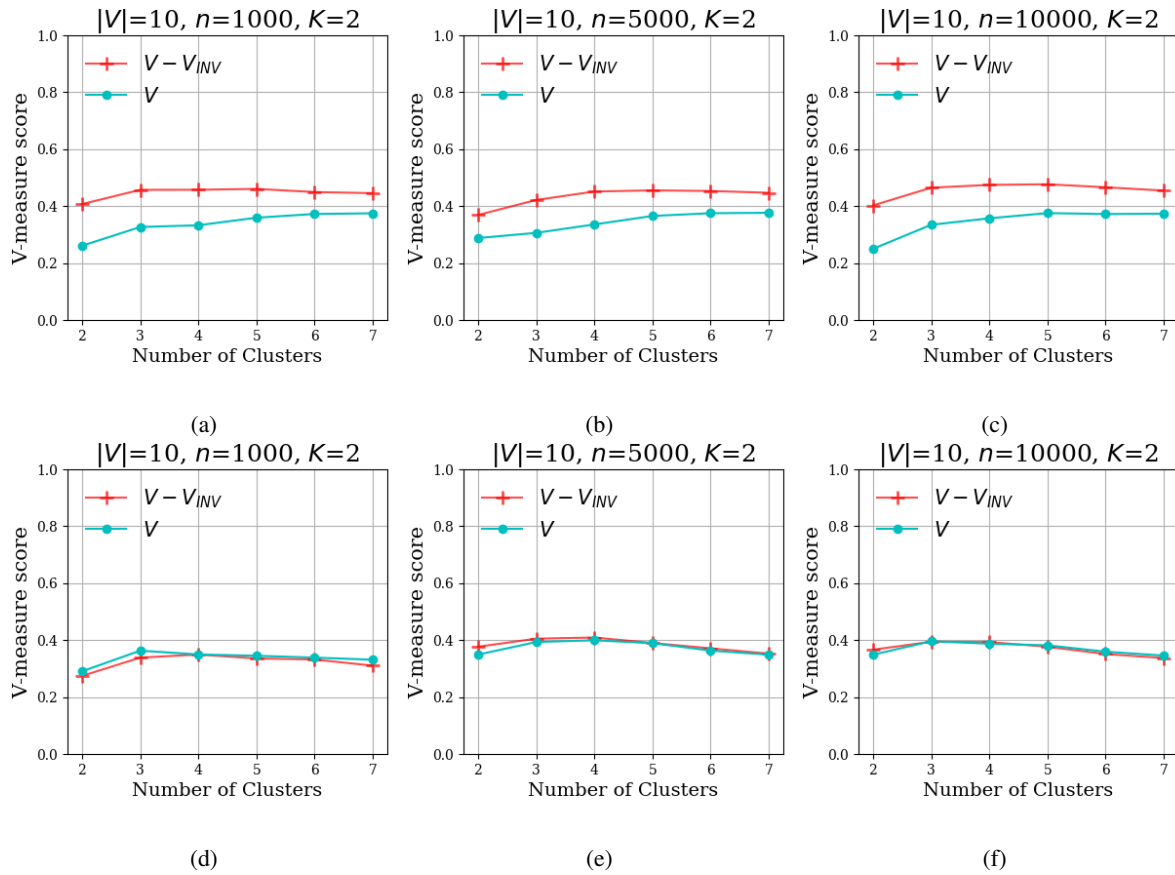 |V|=10, n=1000, K=2
1.0
0.8
0.6
0.4
0.2
0.0
V-measure score
V − V_INV
V
2 3 4 5 6 7
Number of Clusters
(a)
|V|=10, n=5000, K=2
1.0
0.8
0.6
0.4
0.2
0.0
V-measure score
V − V_INV
V
2 3 4 5 6 7
Number of Clusters
(b)
|V|=10, n=10000, K=2
1.0
0.8
0.6
0.4
0.2
0.0
V-measure score
V − V_INV
V
2 3 4 5 6 7
Number of Clusters
(c)
|V|=10, n=1000, K=2
1.0
0.8
0.6
0.4
0.2
0.0
V-measure score
V − V_INV
V
2 3 4 5 6 7
Number of Clusters
(d)
|V|=10, n=5000, K=2
1.0
0.8
0.6
0.4
0.2
0.0
V-measure score
V − V_INV
V
2 3 4 5 6 7
Number of Clusters
(e)
|V|=10, n=10000, K=2
1.0
0.8
0.6
0.4
0.2
0.0
V-measure score
V − V_INV
V
2 3 4 5 6 7
Number of Clusters
(f)